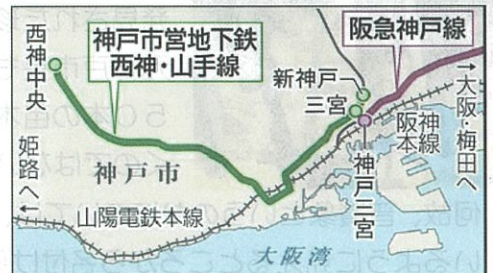 西神中央
神戸市営地下鉄
西神・山手線
阪急神戸線
新神戸
三宮
→大阪・梅田へ
阪神
本線
神戸三宮
姫路へ←
神戸市
山陽電鉄本線
大阪湾